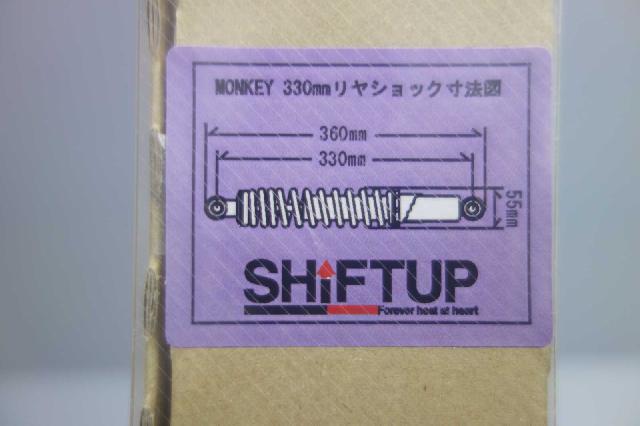 MONKEY 330mmリヤショック寸法図
360mm
330mm
55mm
SHiFTUP
Forever heat at heart